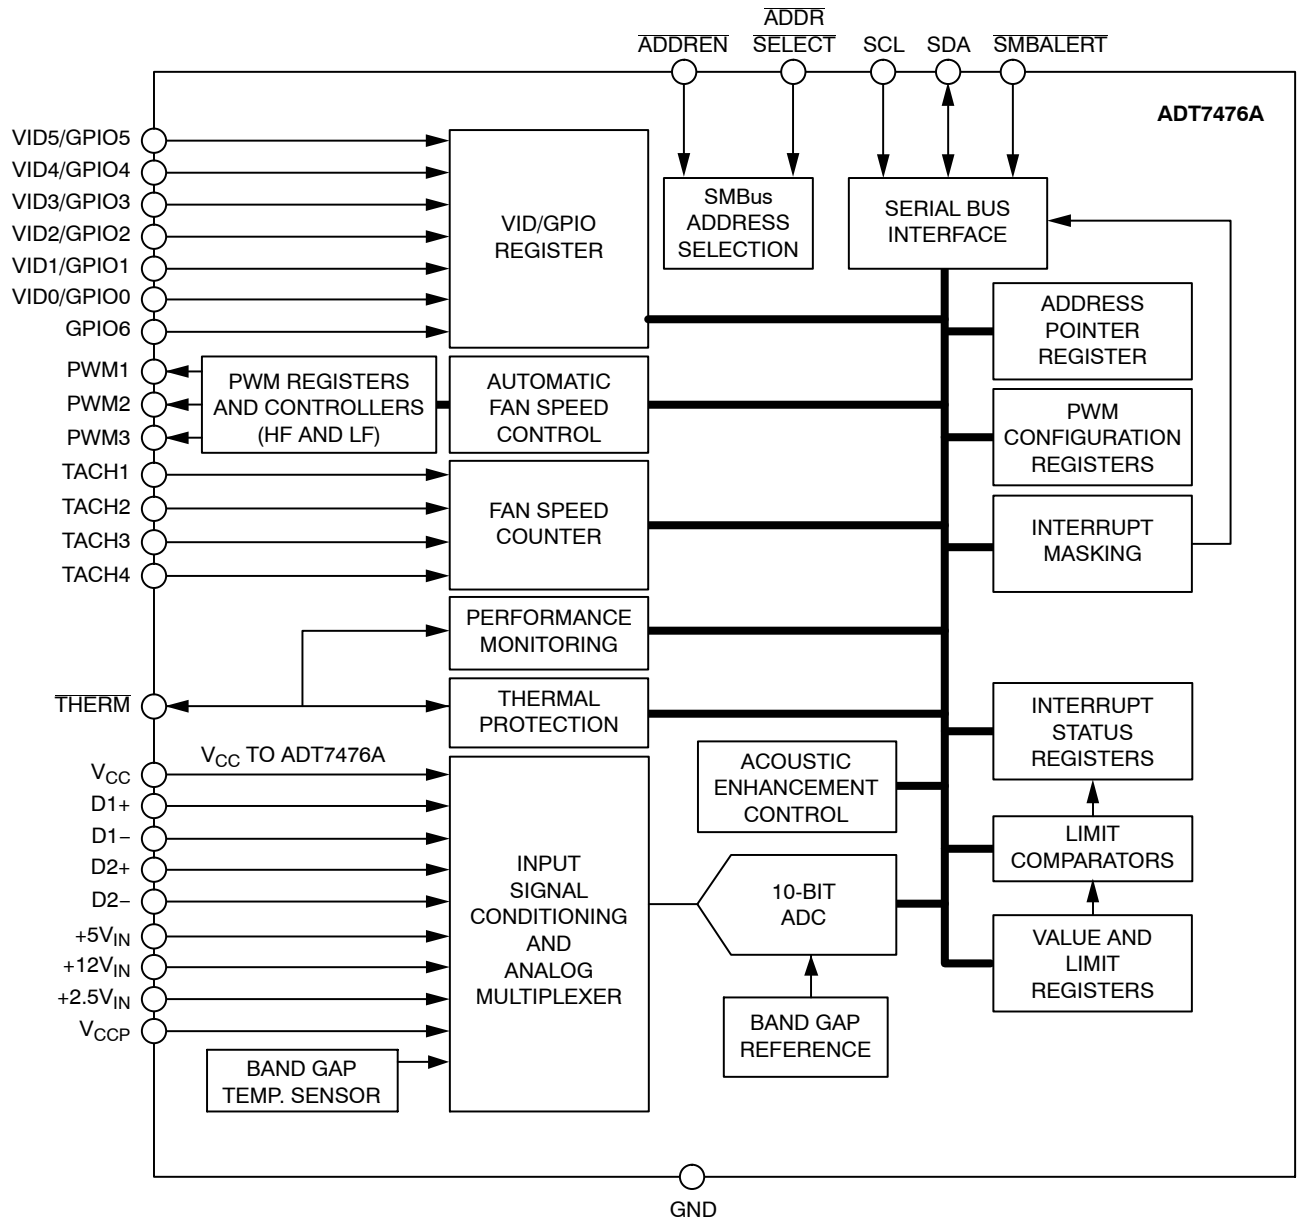 ADDR
ADDREN SELECT SCL SDA SMBALERT
ADT7476A
VID5/GPIO5
VID4/GPIO4
VID3/GPIO3
VID2/GPIO2
VID1/GPIO1
VID0/GPIO0
GPIO6
PWM1
PWM2
PWM3
TACH1
TACH2
TACH3
TACH4
THERM
VCC
D1+
D1−
D2+
D2−
+5VIN
+12VIN
+2.5VIN
VCCP
VID/GPIO
REGISTER
SMBus
ADDRESS
SELECTION
SERIAL BUS
INTERFACE
ADDRESS
POINTER
REGISTER
PWM REGISTERS
AND CONTROLLERS
(HF AND LF)
AUTOMATIC
FAN SPEED
CONTROL
PWM
CONFIGURATION
REGISTERS
FAN SPEED
COUNTER
INTERRUPT
MASKING
PERFORMANCE
MONITORING
THERMAL
PROTECTION
INTERRUPT
STATUS
REGISTERS
VCC TO ADT7476A
ACOUSTIC
ENHANCEMENT
CONTROL
LIMIT
COMPARATORS
INPUT
SIGNAL
CONDITIONING
AND
ANALOG
MULTIPLEXER
10-BIT
ADC
VALUE AND
LIMIT
REGISTERS
BAND GAP
REFERENCE
BAND GAP
TEMP. SENSOR
GND